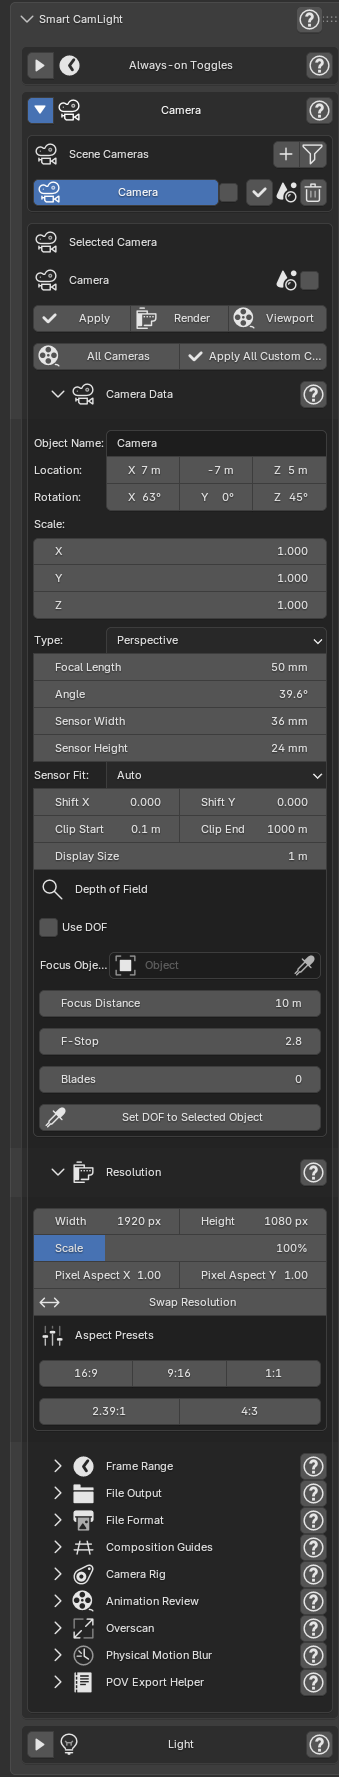 Smart CamLight
Always-on Toggles
Camera
Scene Cameras
Camera
Selected Camera
Camera
Apply Render Viewport
All Cameras Apply All Custom C...
Camera Data
Object Name: Camera
Location: X 7 m -7 m Z 5 m
Rotation: X 63° Y 0° Z 45°
Scale:
X 1.000
Y 1.000
Z 1.000
Type: Perspective
Focal Length 50 mm
Angle 39.6°
Sensor Width 36 mm
Sensor Height 24 mm
Sensor Fit: Auto
Shift X 0.000 Shift Y 0.000
Clip Start 0.1 m Clip End 1000 m
Display Size 1 m
Depth of Field
Use DOF
Focus Obje... Object
Focus Distance 10 m
F-Stop 2.8
Blades 0
Set DOF to Selected Object
Resolution
Width 1920 px Height 1080 px
Scale 100%
Pixel Aspect X 1.00 Pixel Aspect Y 1.00
Swap Resolution
Aspect Presets
16:9 9:16 1:1
2.39:1 4:3
Frame Range
File Output
File Format
Composition Guides
Camera Rig
Animation Review
Overscan
Physical Motion Blur
POV Export Helper
Light